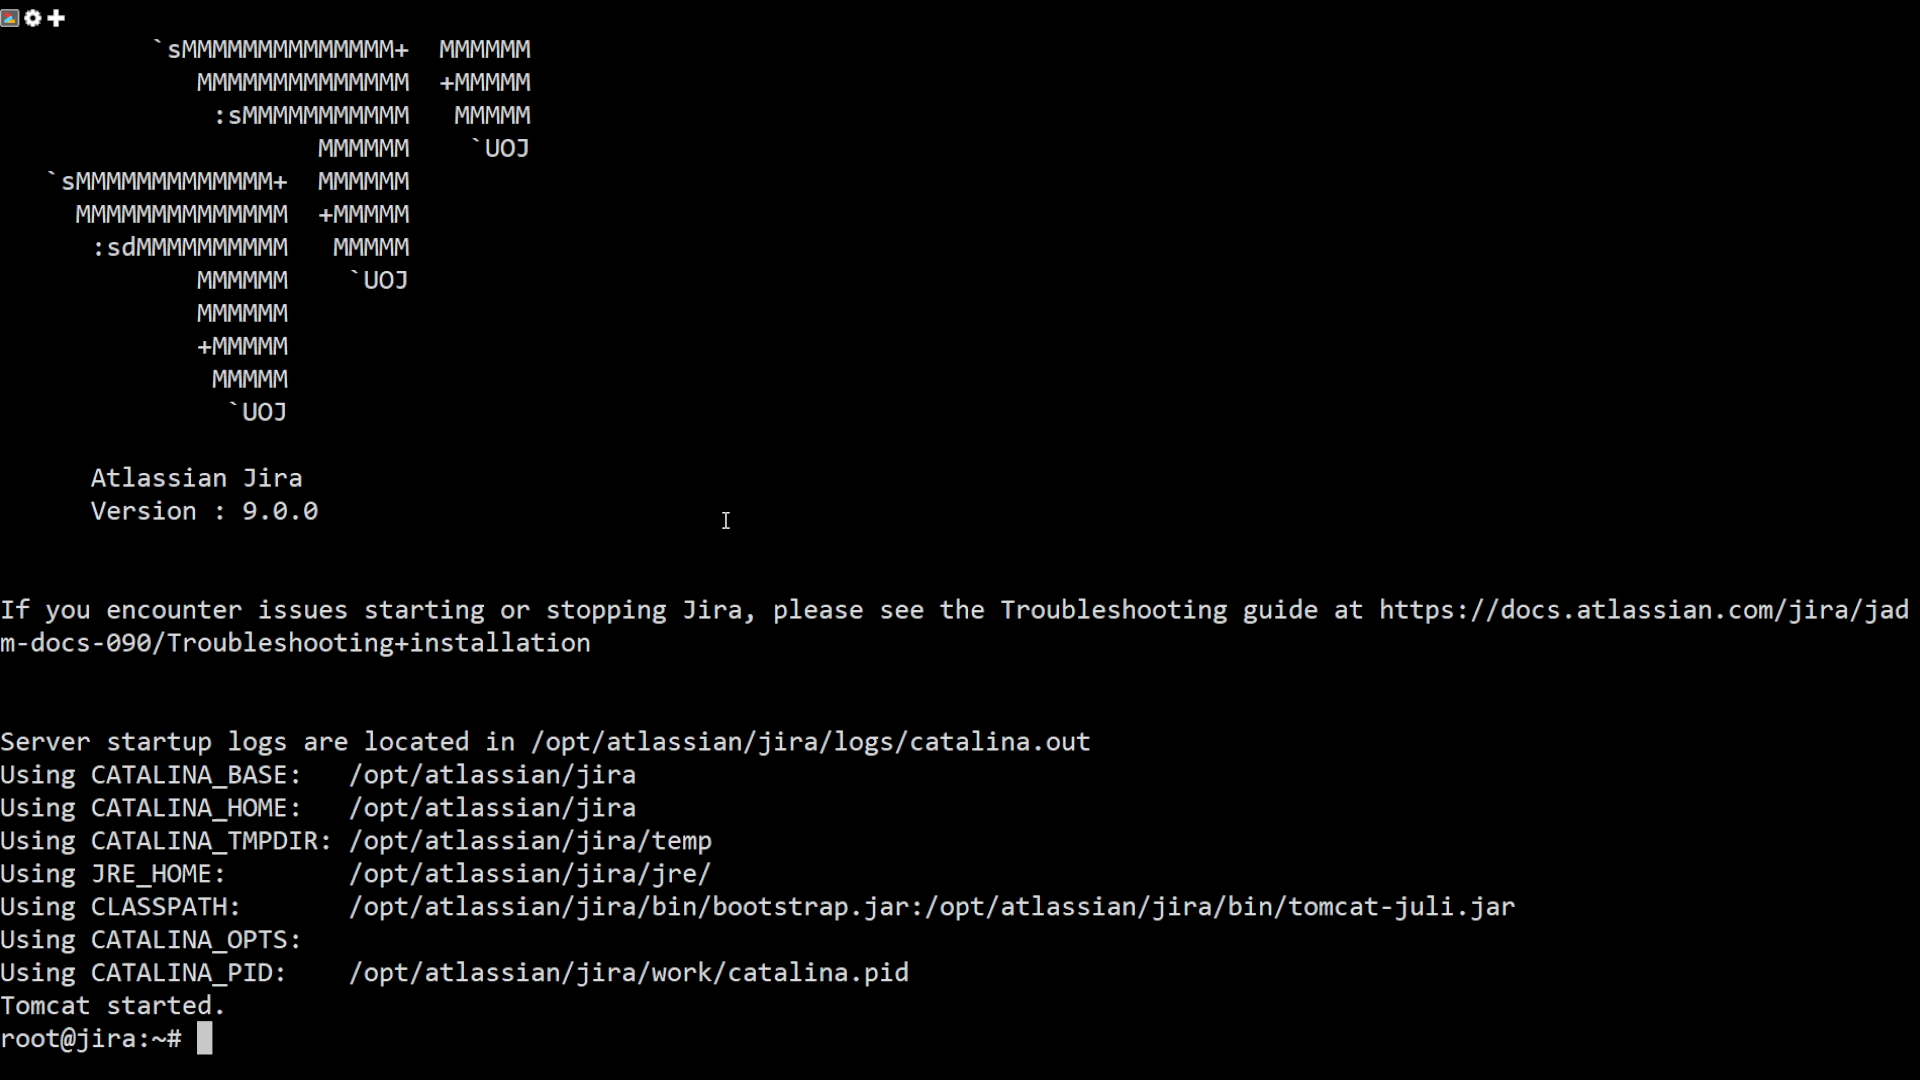 `sMMMMMMMMMMMMMM+  MMMMMM
MMMMMMMMMMMMMM  +MMMMM
:sMMMMMMMMMMM   MMMMM
MMMMMM    `UOJ
`sMMMMMMMMMMMMM+  MMMMMM
MMMMMMMMMMMMMM  +MMMMM
:sdMMMMMMMMMM   MMMMM
MMMMMM    `UOJ
MMMMMM
+MMMMM
MMMMM
`UOJ
Atlassian Jira
Version : 9.0.0
If you encounter issues starting or stopping Jira, please see the Troubleshooting guide at https://docs.atlassian.com/jira/jad
m-docs-090/Troubleshooting+installation
Server startup logs are located in /opt/atlassian/jira/logs/catalina.out
Using CATALINA_BASE:   /opt/atlassian/jira
Using CATALINA_HOME:   /opt/atlassian/jira
Using CATALINA_TMPDIR: /opt/atlassian/jira/temp
Using JRE_HOME:        /opt/atlassian/jira/jre/
Using CLASSPATH:       /opt/atlassian/jira/bin/bootstrap.jar:/opt/atlassian/jira/bin/tomcat-juli.jar
Using CATALINA_OPTS:
Using CATALINA_PID:    /opt/atlassian/jira/work/catalina.pid
Tomcat started.
root@jira:~#